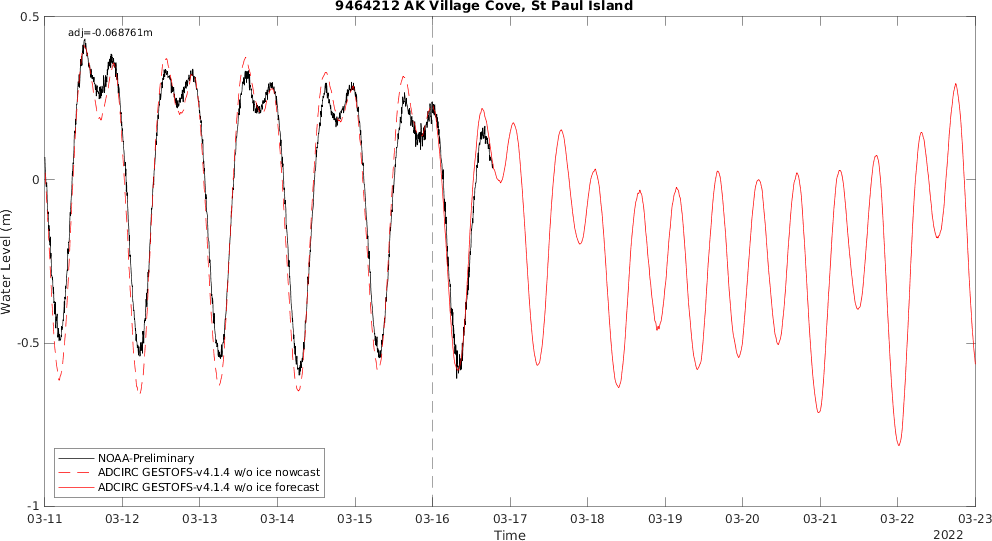 9464212 AK Village Cove, St Paul Island
adj=-0.068761m
0.5
0
-0.5
-1
Water Level (m)
NOAA-Preliminary
ADCIRC GESTOFS-v4.1.4 w/o ice nowcast
ADCIRC GESTOFS-v4.1.4 w/o ice forecast
03-11 03-12 03-13 03-14 03-15 03-16 03-17 03-18 03-19 03-20 03-21 03-22 03-23
Time
2022